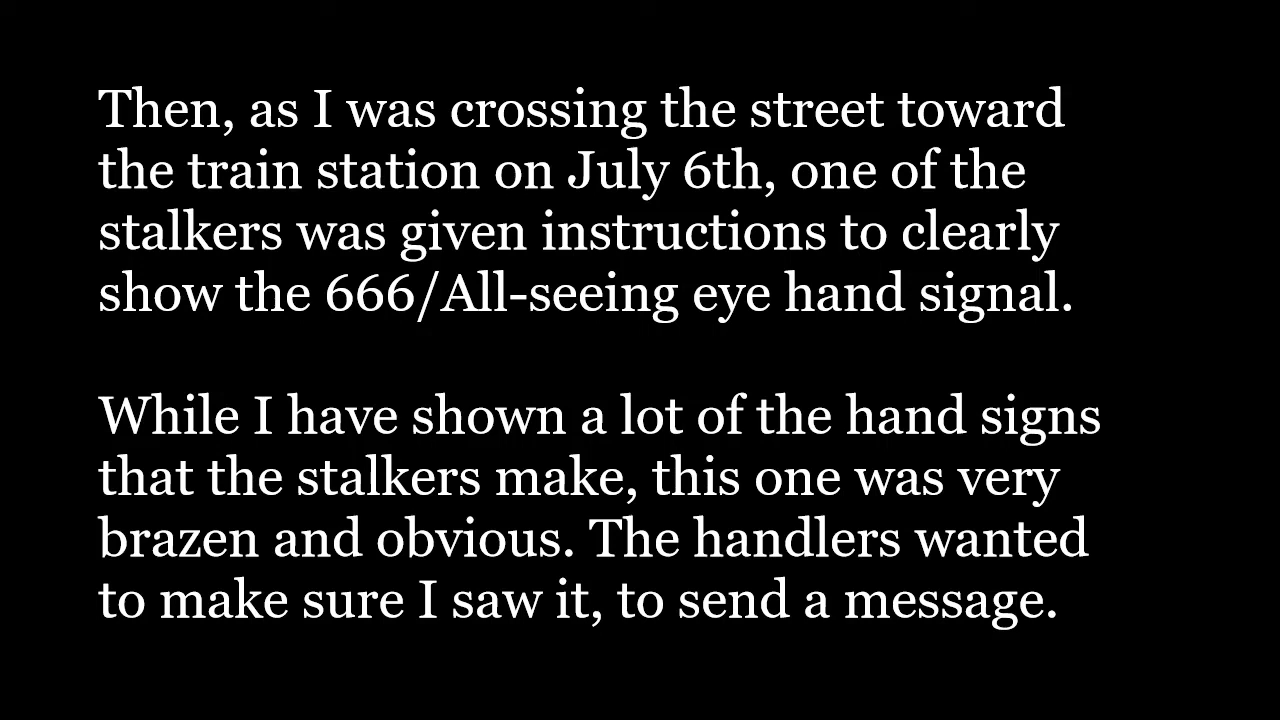 Then, as I was crossing the street toward
the train station on July 6th, one of the
stalkers was given instructions to clearly
show the 666/All-seeing eye hand signal.
While I have shown a lot of the hand signs
that the stalkers make, this one was very
brazen and obvious. The handlers wanted
to make sure I saw it, to send a message.